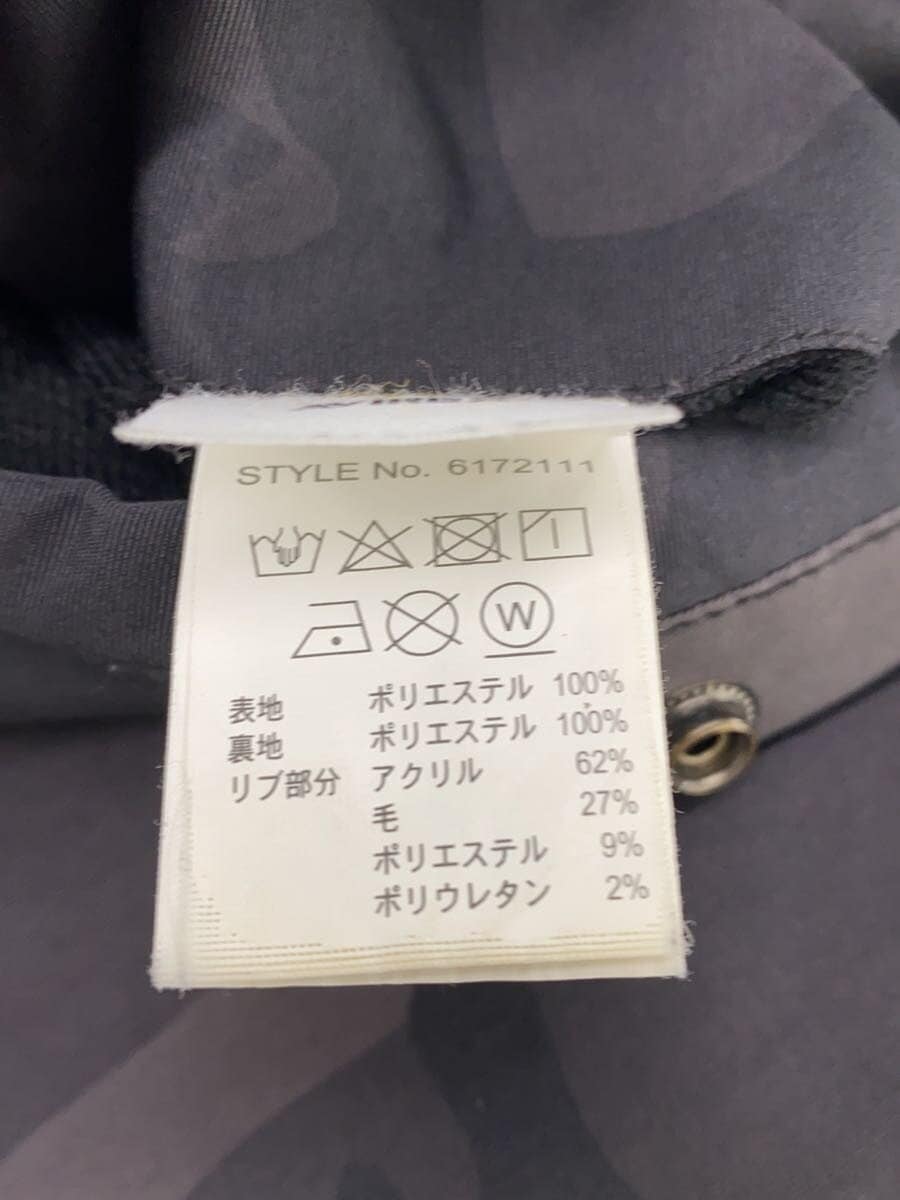 STYLE No. 6172111
W
表地 ポリエステル 100%
裏地 ポリエステル 100%
リブ部分 アクリル 62%
毛 27%
ポリエステル 9%
ポリウレタン 2%